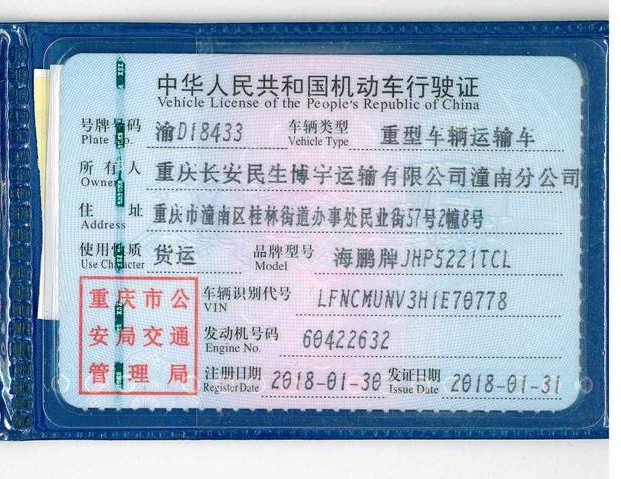 中华人民共和国机动车行驶证
Vehicle License of the People's Republic of China
号牌号码 渝D18433 车辆类型 重型车辆运输车
Plate No. Vehicle Type
所有人 重庆长安民生博宇运输有限公司潼南分公司
Owner
住址 重庆市潼南区桂林街道办事处民业街57号2幢8号
Address
使用性质 货运 品牌型号 海鹏牌JHP5221TCL
Use Character Model
重庆市公
安局交通
管理局
车辆识别代号 LFNCMUNV3H1E70778
VIN
发动机号码 60422632
Engine No.
注册日期 2018-01-30 发证日期 2018-01-31
Register Date Issue Date